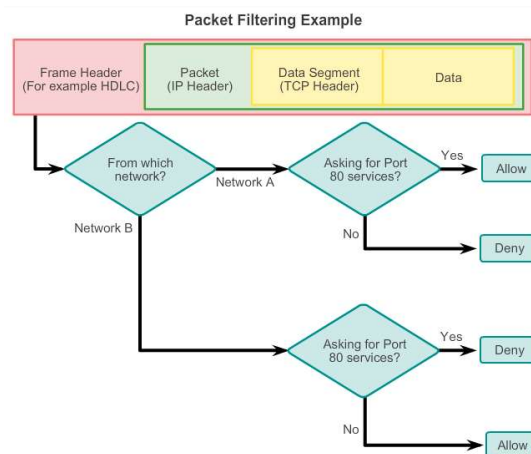 Packet Filtering Example
Frame Header
(For example HDLC)
Packet
(IP Header)
Data Segment
(TCP Header)
Data
From which
network?
Network A
Asking for Port
80 services?
Yes
Allow
No
Deny
Network B
Asking for Port
80 services?
Yes
Deny
No
Allow